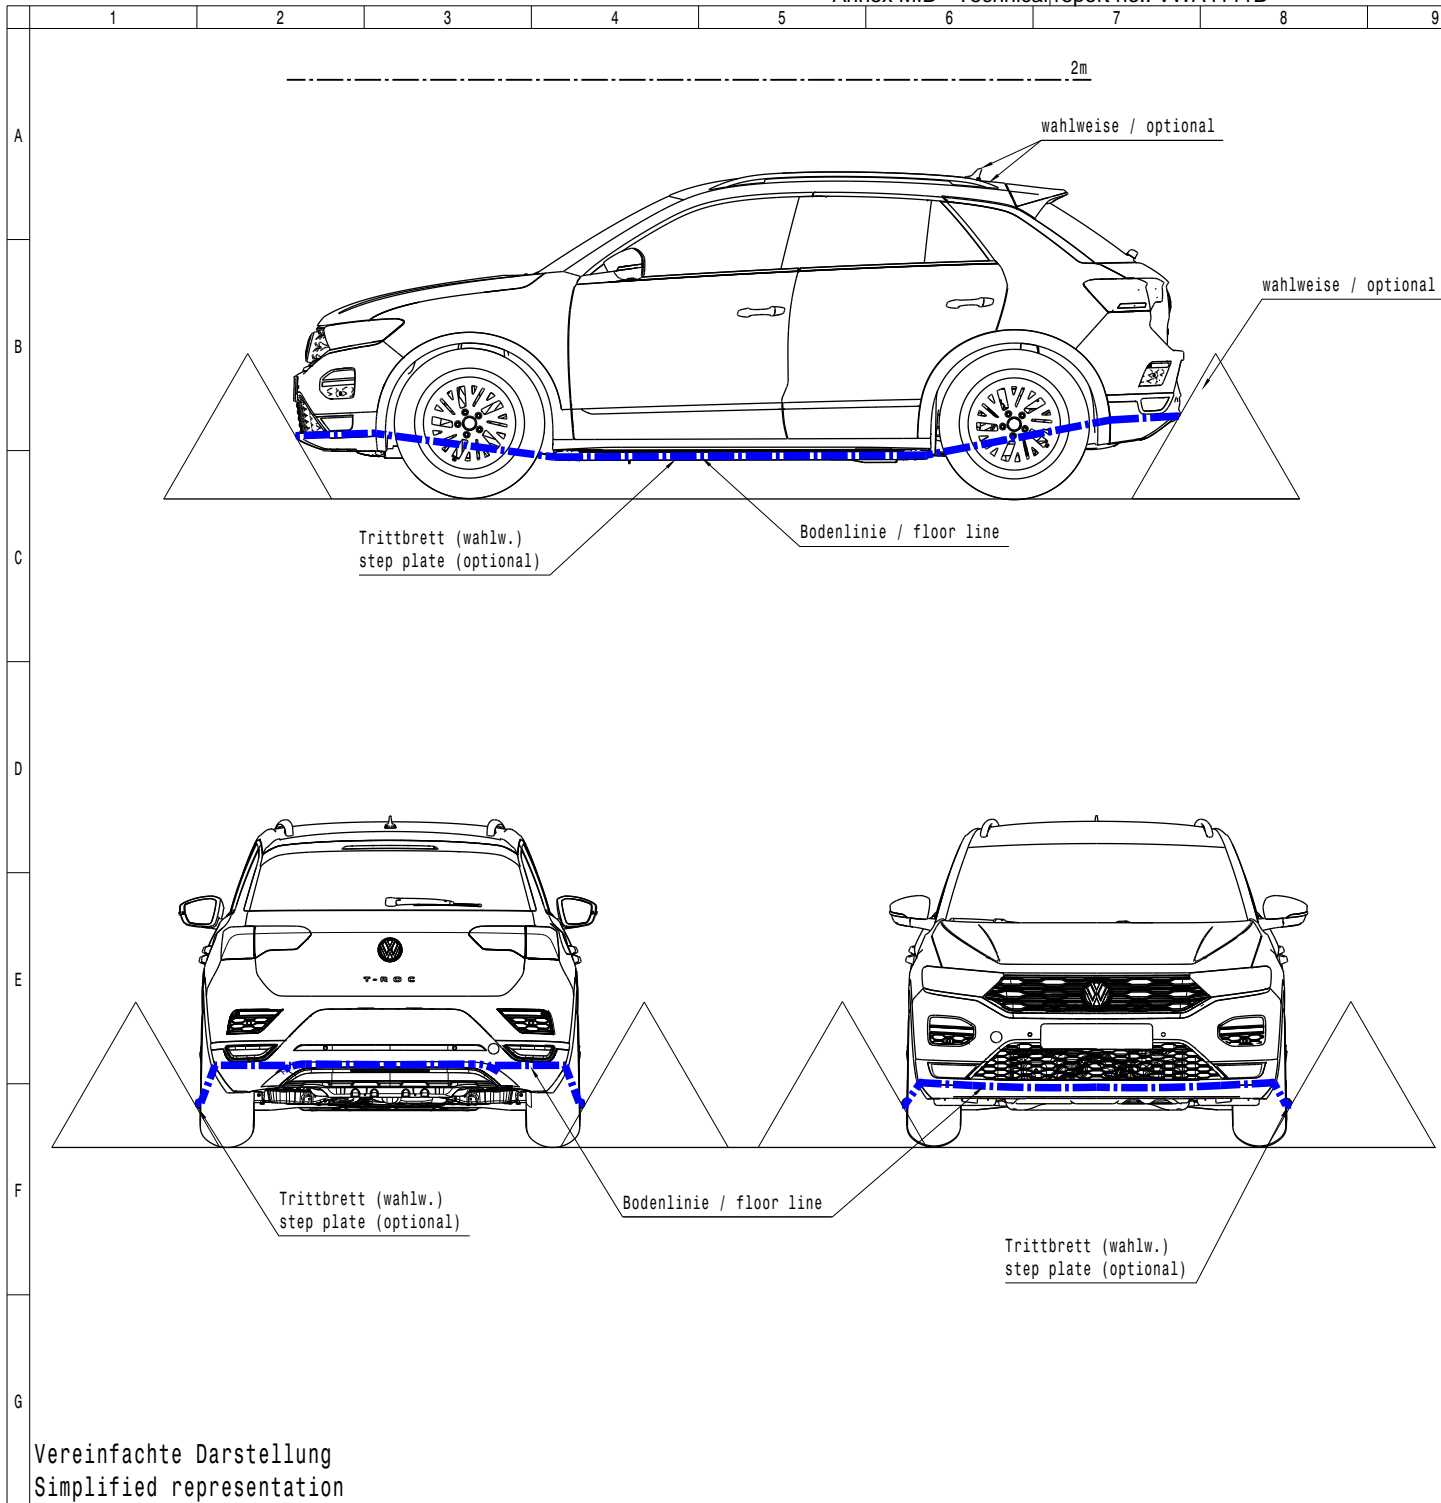 1 2 3 4 5 6 7 8 9
2m
A
wahlweise / optional
wahlweise / optional
B
Trittbrett (wahlw.)
step plate (optional)
Bodenlinie / floor line
C
D
T-ROC
E
F
Trittbrett (wahlw.)
step plate (optional)
Bodenlinie / floor line
Trittbrett (wahlw.)
step plate (optional)
G
Vereinfachte Darstellung
Simplified representation